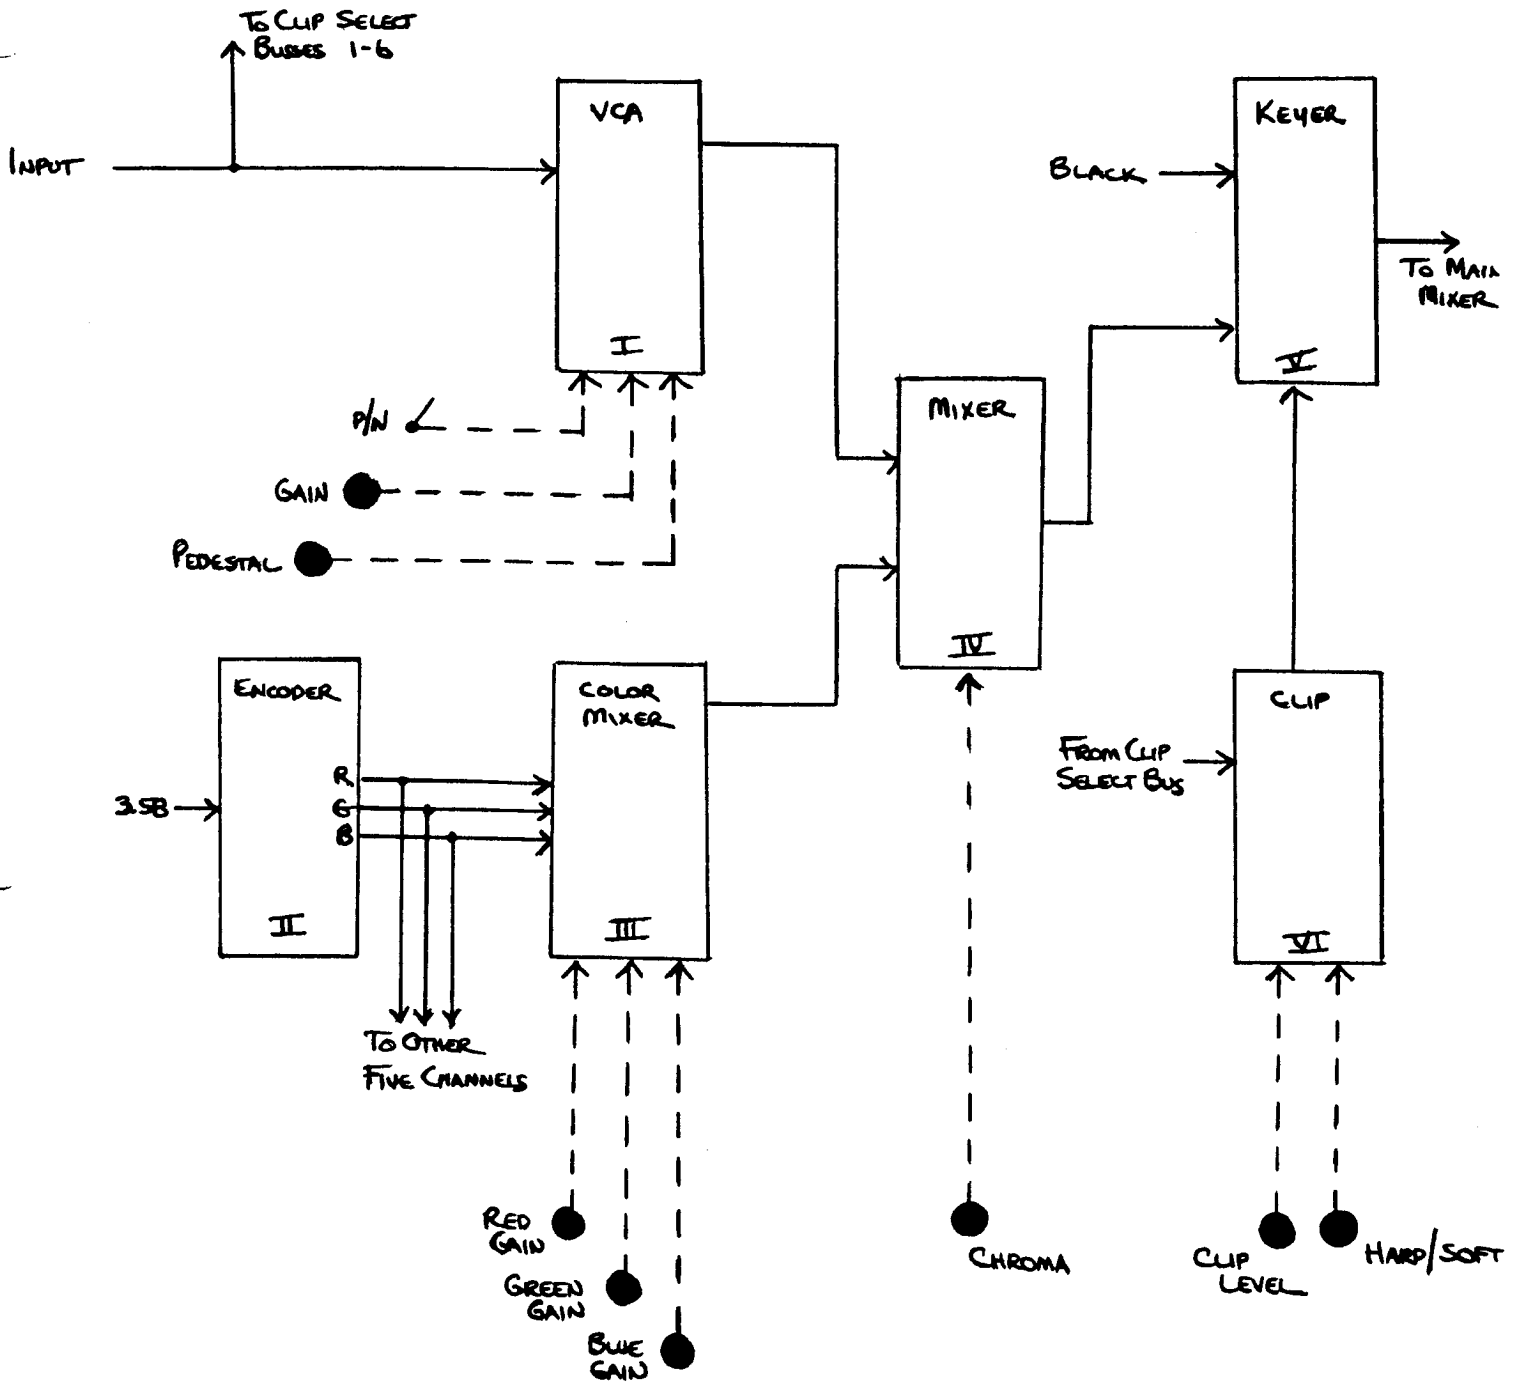 To Clip Select
Busses 1-6
Input
VCA
I
P/N
Gain
Pedestal
Keyer
Black
To Main
Mixer
V
Mixer
IV
Encoder
R
G
B
3.58
II
Color
Mixer
III
To Other
Five Channels
Clip
From Clip
Select Bus
VI
Red
Gain
Green
Gain
Blue
Gain
Chroma
Clip
Level
Hard/Soft